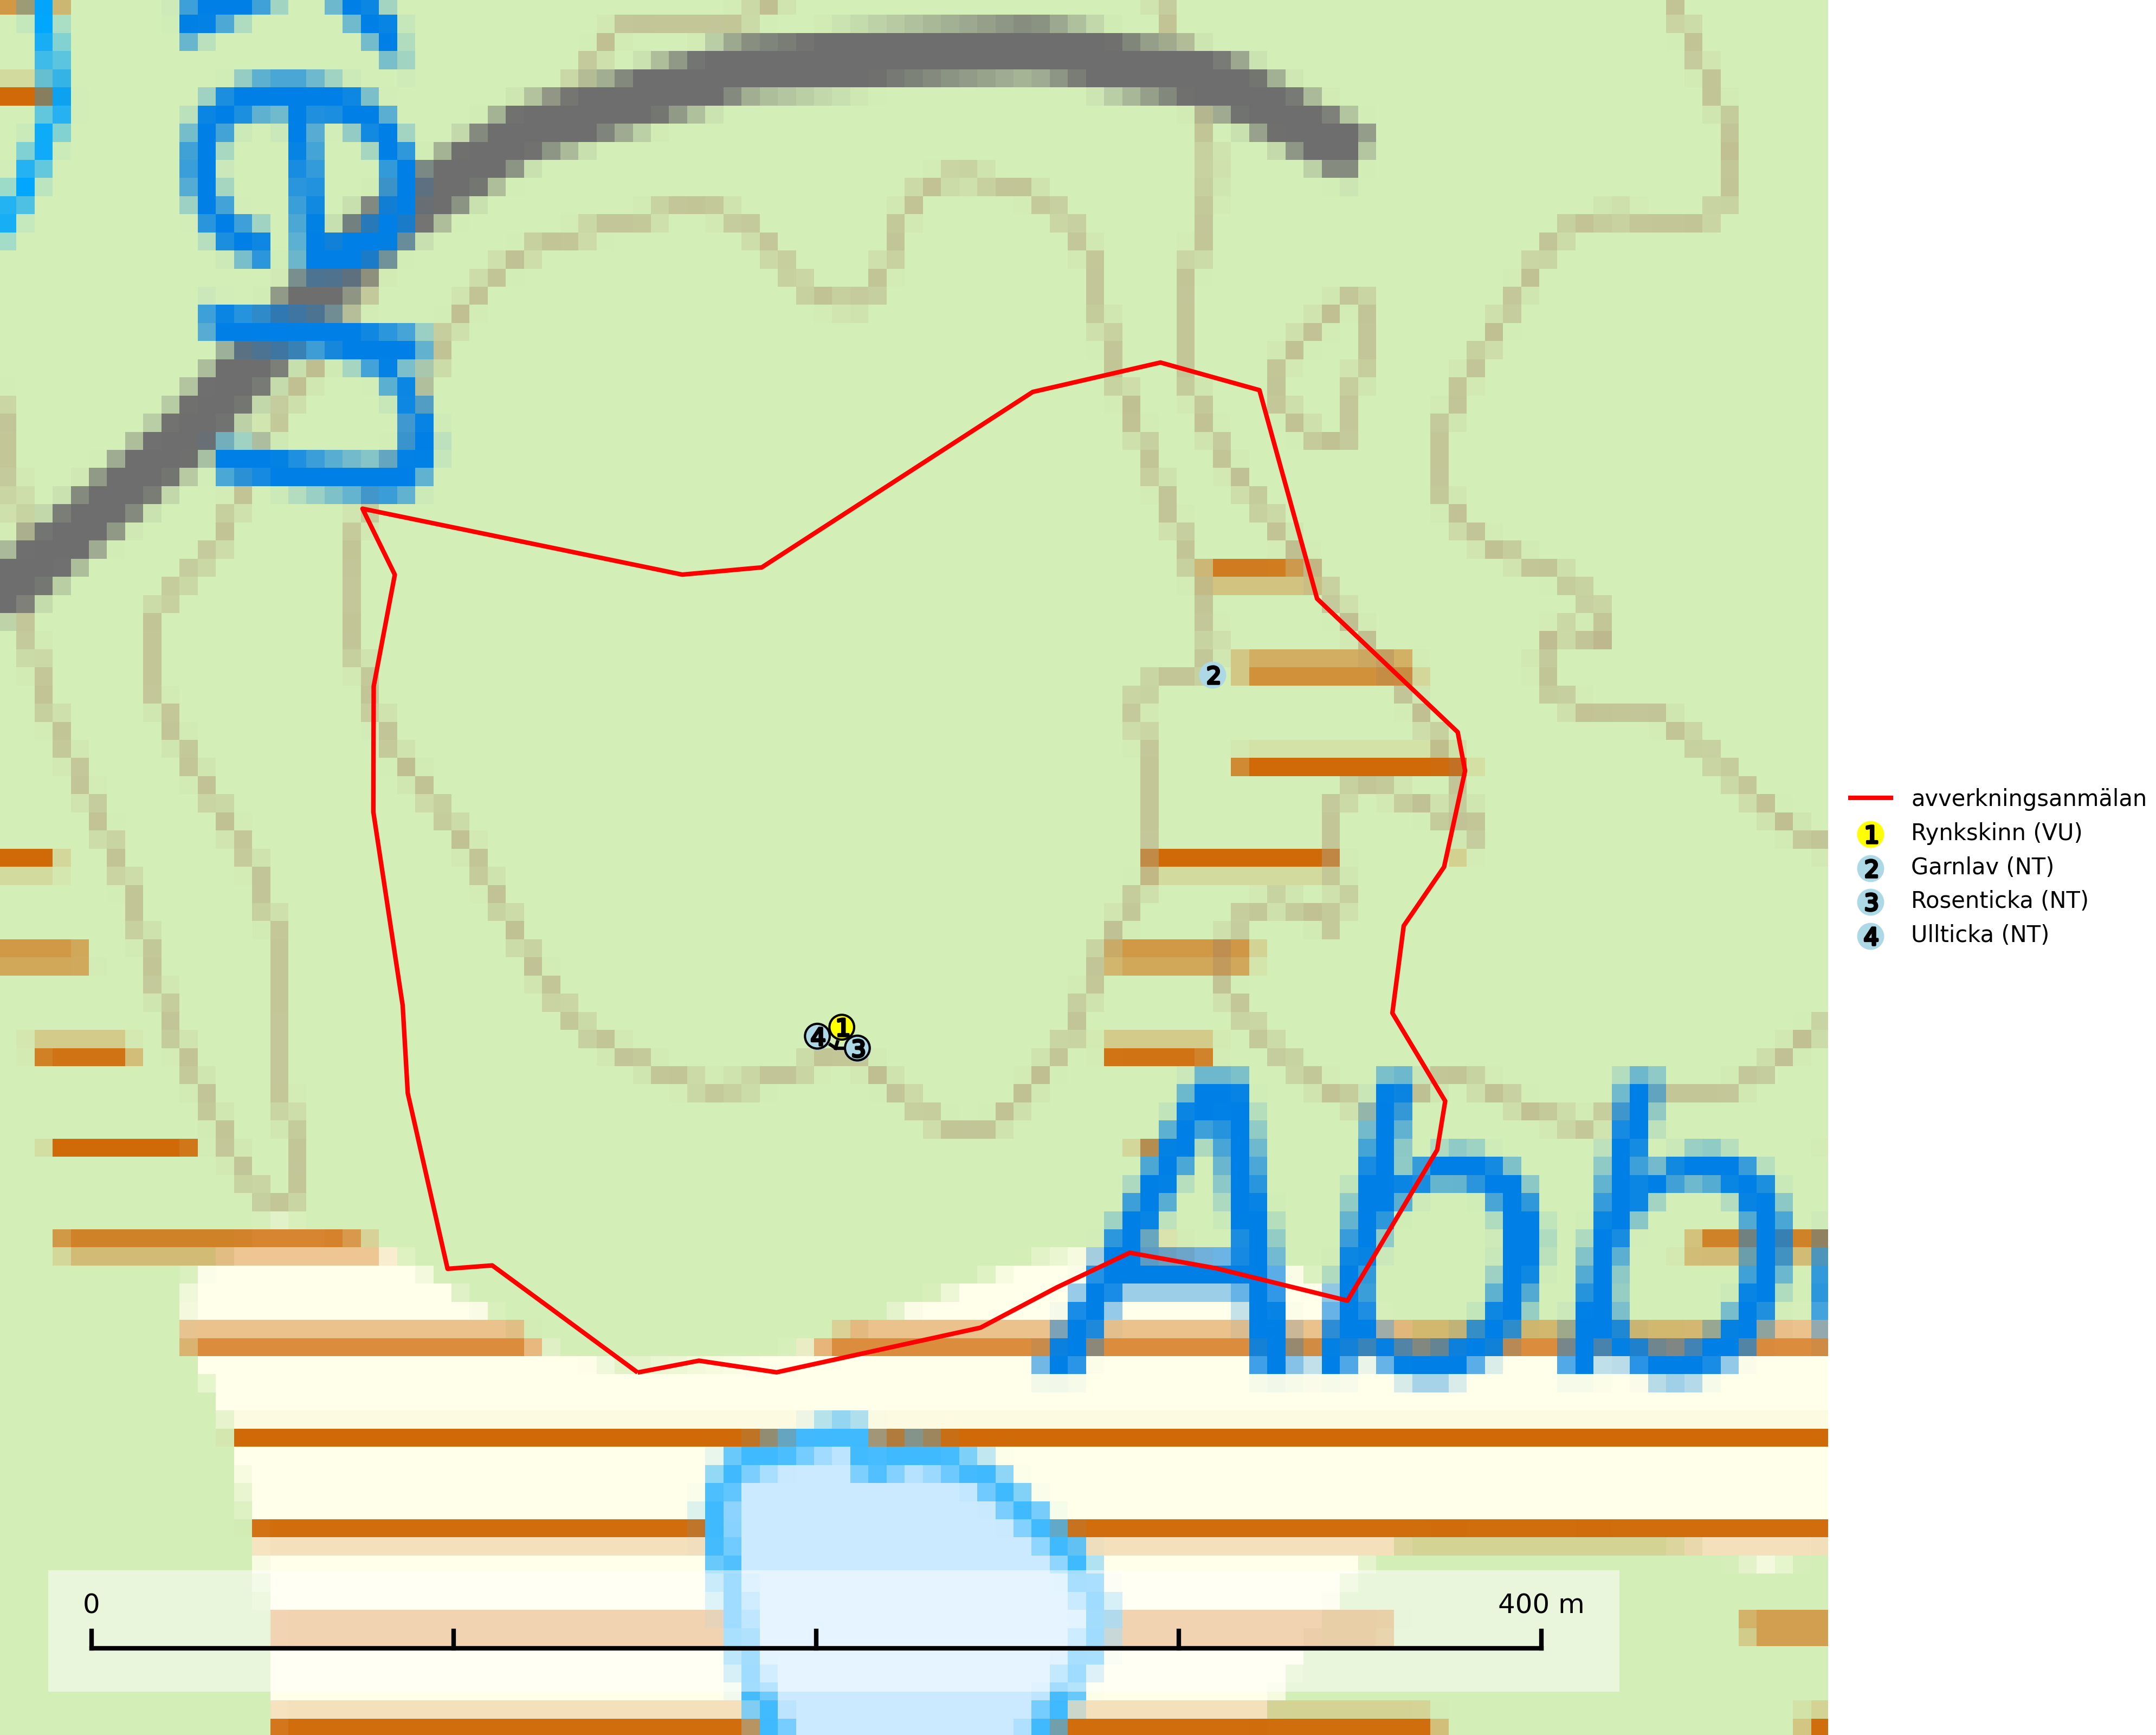 Abb
2
4 1 3
0 400 m
avverkningsanmälan
1 Rynkskinn (VU)
2 Garnlav (NT)
3 Rosenticka (NT)
4 Ullticka (NT)